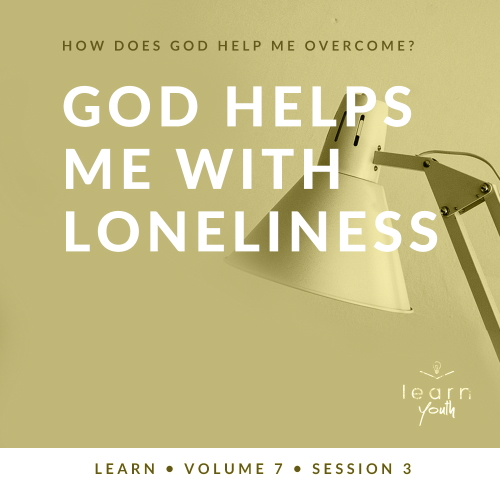 HOW DOES GOD HELP ME OVERCOME?
GOD HELPS
ME WITH
LONELINESS
learn
youth
LEARN • VOLUME 7 • SESSION 3